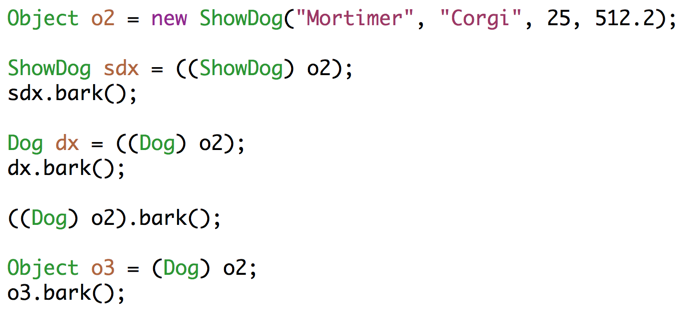 Object o2 = new ShowDog("Mortimer", "Corgi", 25, 512.2);
ShowDog sdx = ((ShowDog) o2);
sdx.bark();
Dog dx = ((Dog) o2);
dx.bark();
((Dog) o2).bark();
Object o3 = (Dog) o2;
o3.bark();